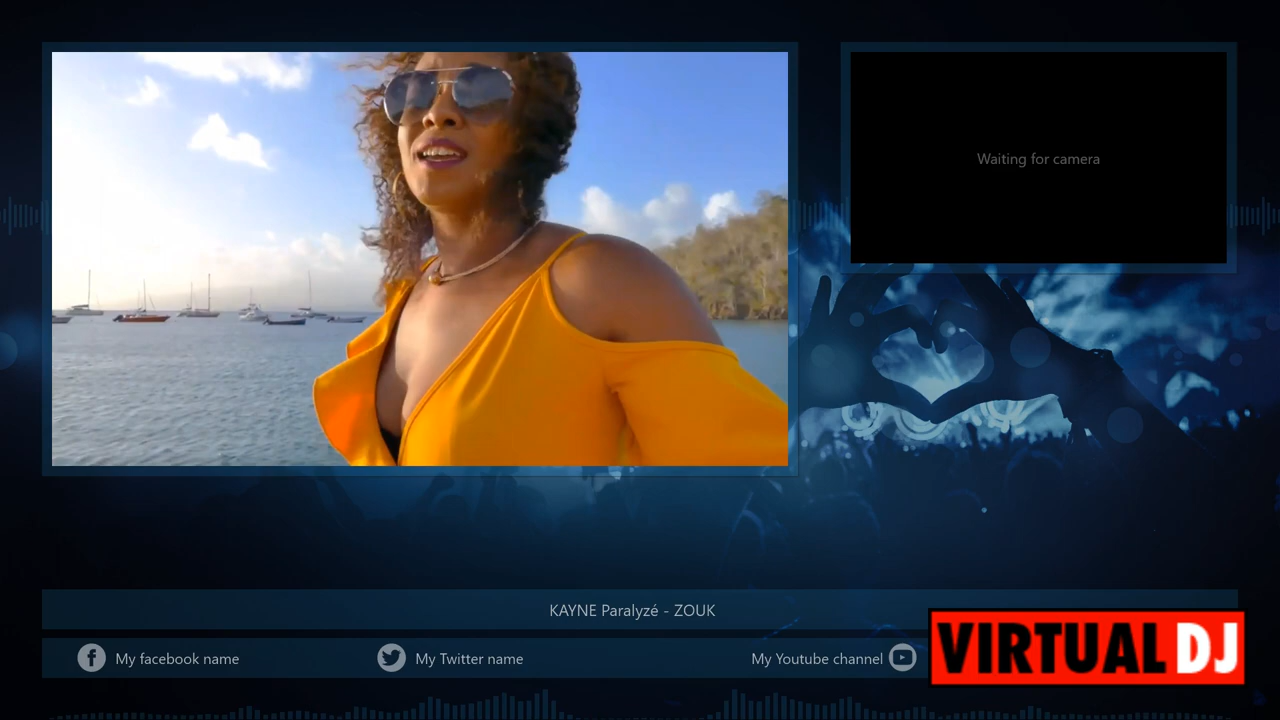 Waiting for camera
KAYNE Paralyzé - ZOUK
My facebook name
My Twitter name
My Youtube channel
VIRTUAL DJ